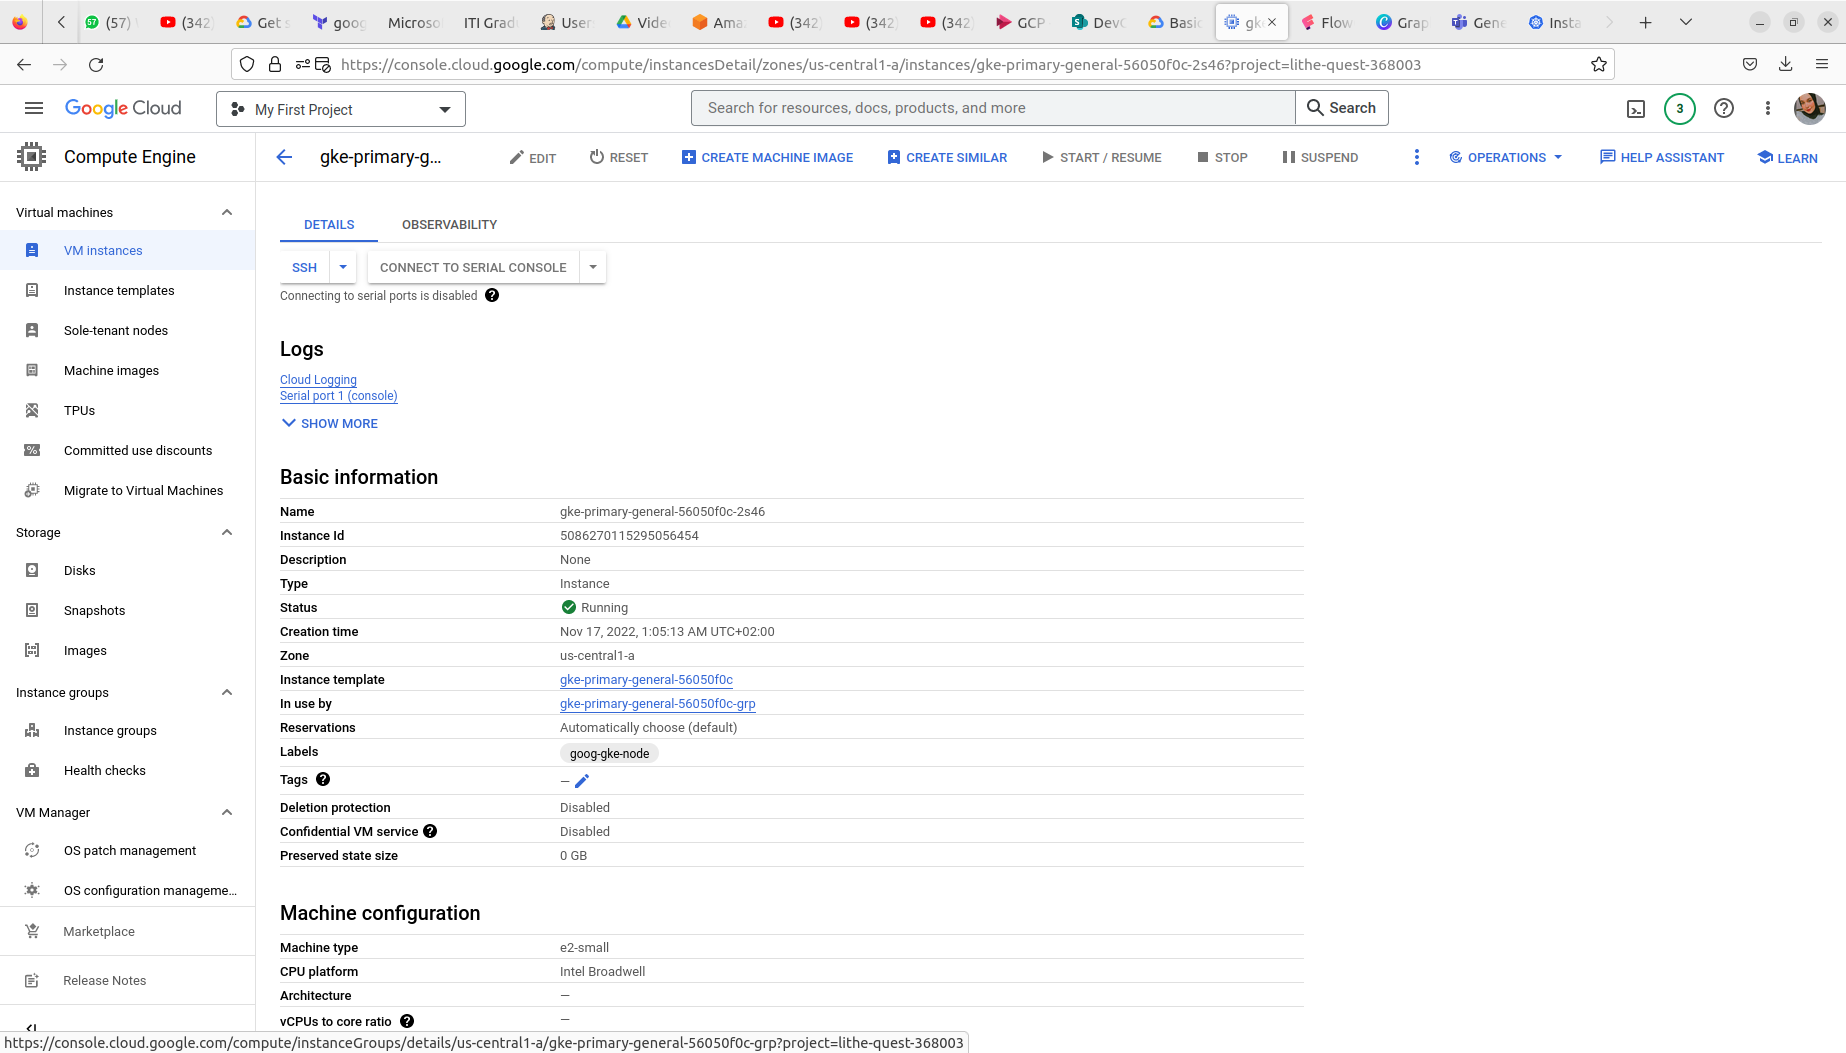 (57)
(342
Get s
goog
Microso
ITI Grad
User
Vide
Ama
(342)
(342
(342)
GCP
DevO
Basic
gke
Flow
Grap
Gene
Insta
https://console.cloud.google.com/compute/instancesDetail/zones/us-central1-a/instances/gke-primary-general-56050f0c-2s46?project=lithe-quest-368003
Google Cloud
My First Project
Search for resources, docs, products, and more
Search
3
Compute Engine
gke-primary-g...
EDIT
RESET
CREATE MACHINE IMAGE
CREATE SIMILAR
START / RESUME
STOP
SUSPEND
OPERATIONS
HELP ASSISTANT
LEARN
Virtual machines
VM instances
Instance templates
Sole-tenant nodes
Machine images
TPUs
Committed use discounts
Migrate to Virtual Machines
Storage
Disks
Snapshots
Images
Instance groups
Instance groups
Health checks
VM Manager
OS patch management
OS configuration manageme...
Marketplace
Release Notes
DETAILS
OBSERVABILITY
SSH
CONNECT TO SERIAL CONSOLE
Connecting to serial ports is disabled
Logs
Cloud Logging
Serial port 1 (console)
SHOW MORE
Basic information
Name gke-primary-general-56050f0c-2s46
Instance Id 5086270115295056454
Description None
Type Instance
Status Running
Creation time Nov 17, 2022, 1:05:13 AM UTC+02:00
Zone us-central1-a
Instance template gke-primary-general-56050f0c
In use by gke-primary-general-56050f0c-grp
Reservations Automatically choose (default)
Labels goog-gke-node
Tags —
Deletion protection Disabled
Confidential VM service Disabled
Preserved state size 0 GB
Machine configuration
Machine type e2-small
CPU platform Intel Broadwell
Architecture —
vCPUs to core ratio —
https://console.cloud.google.com/compute/instanceGroups/details/us-central1-a/gke-primary-general-56050f0c-grp?project=lithe-quest-368003